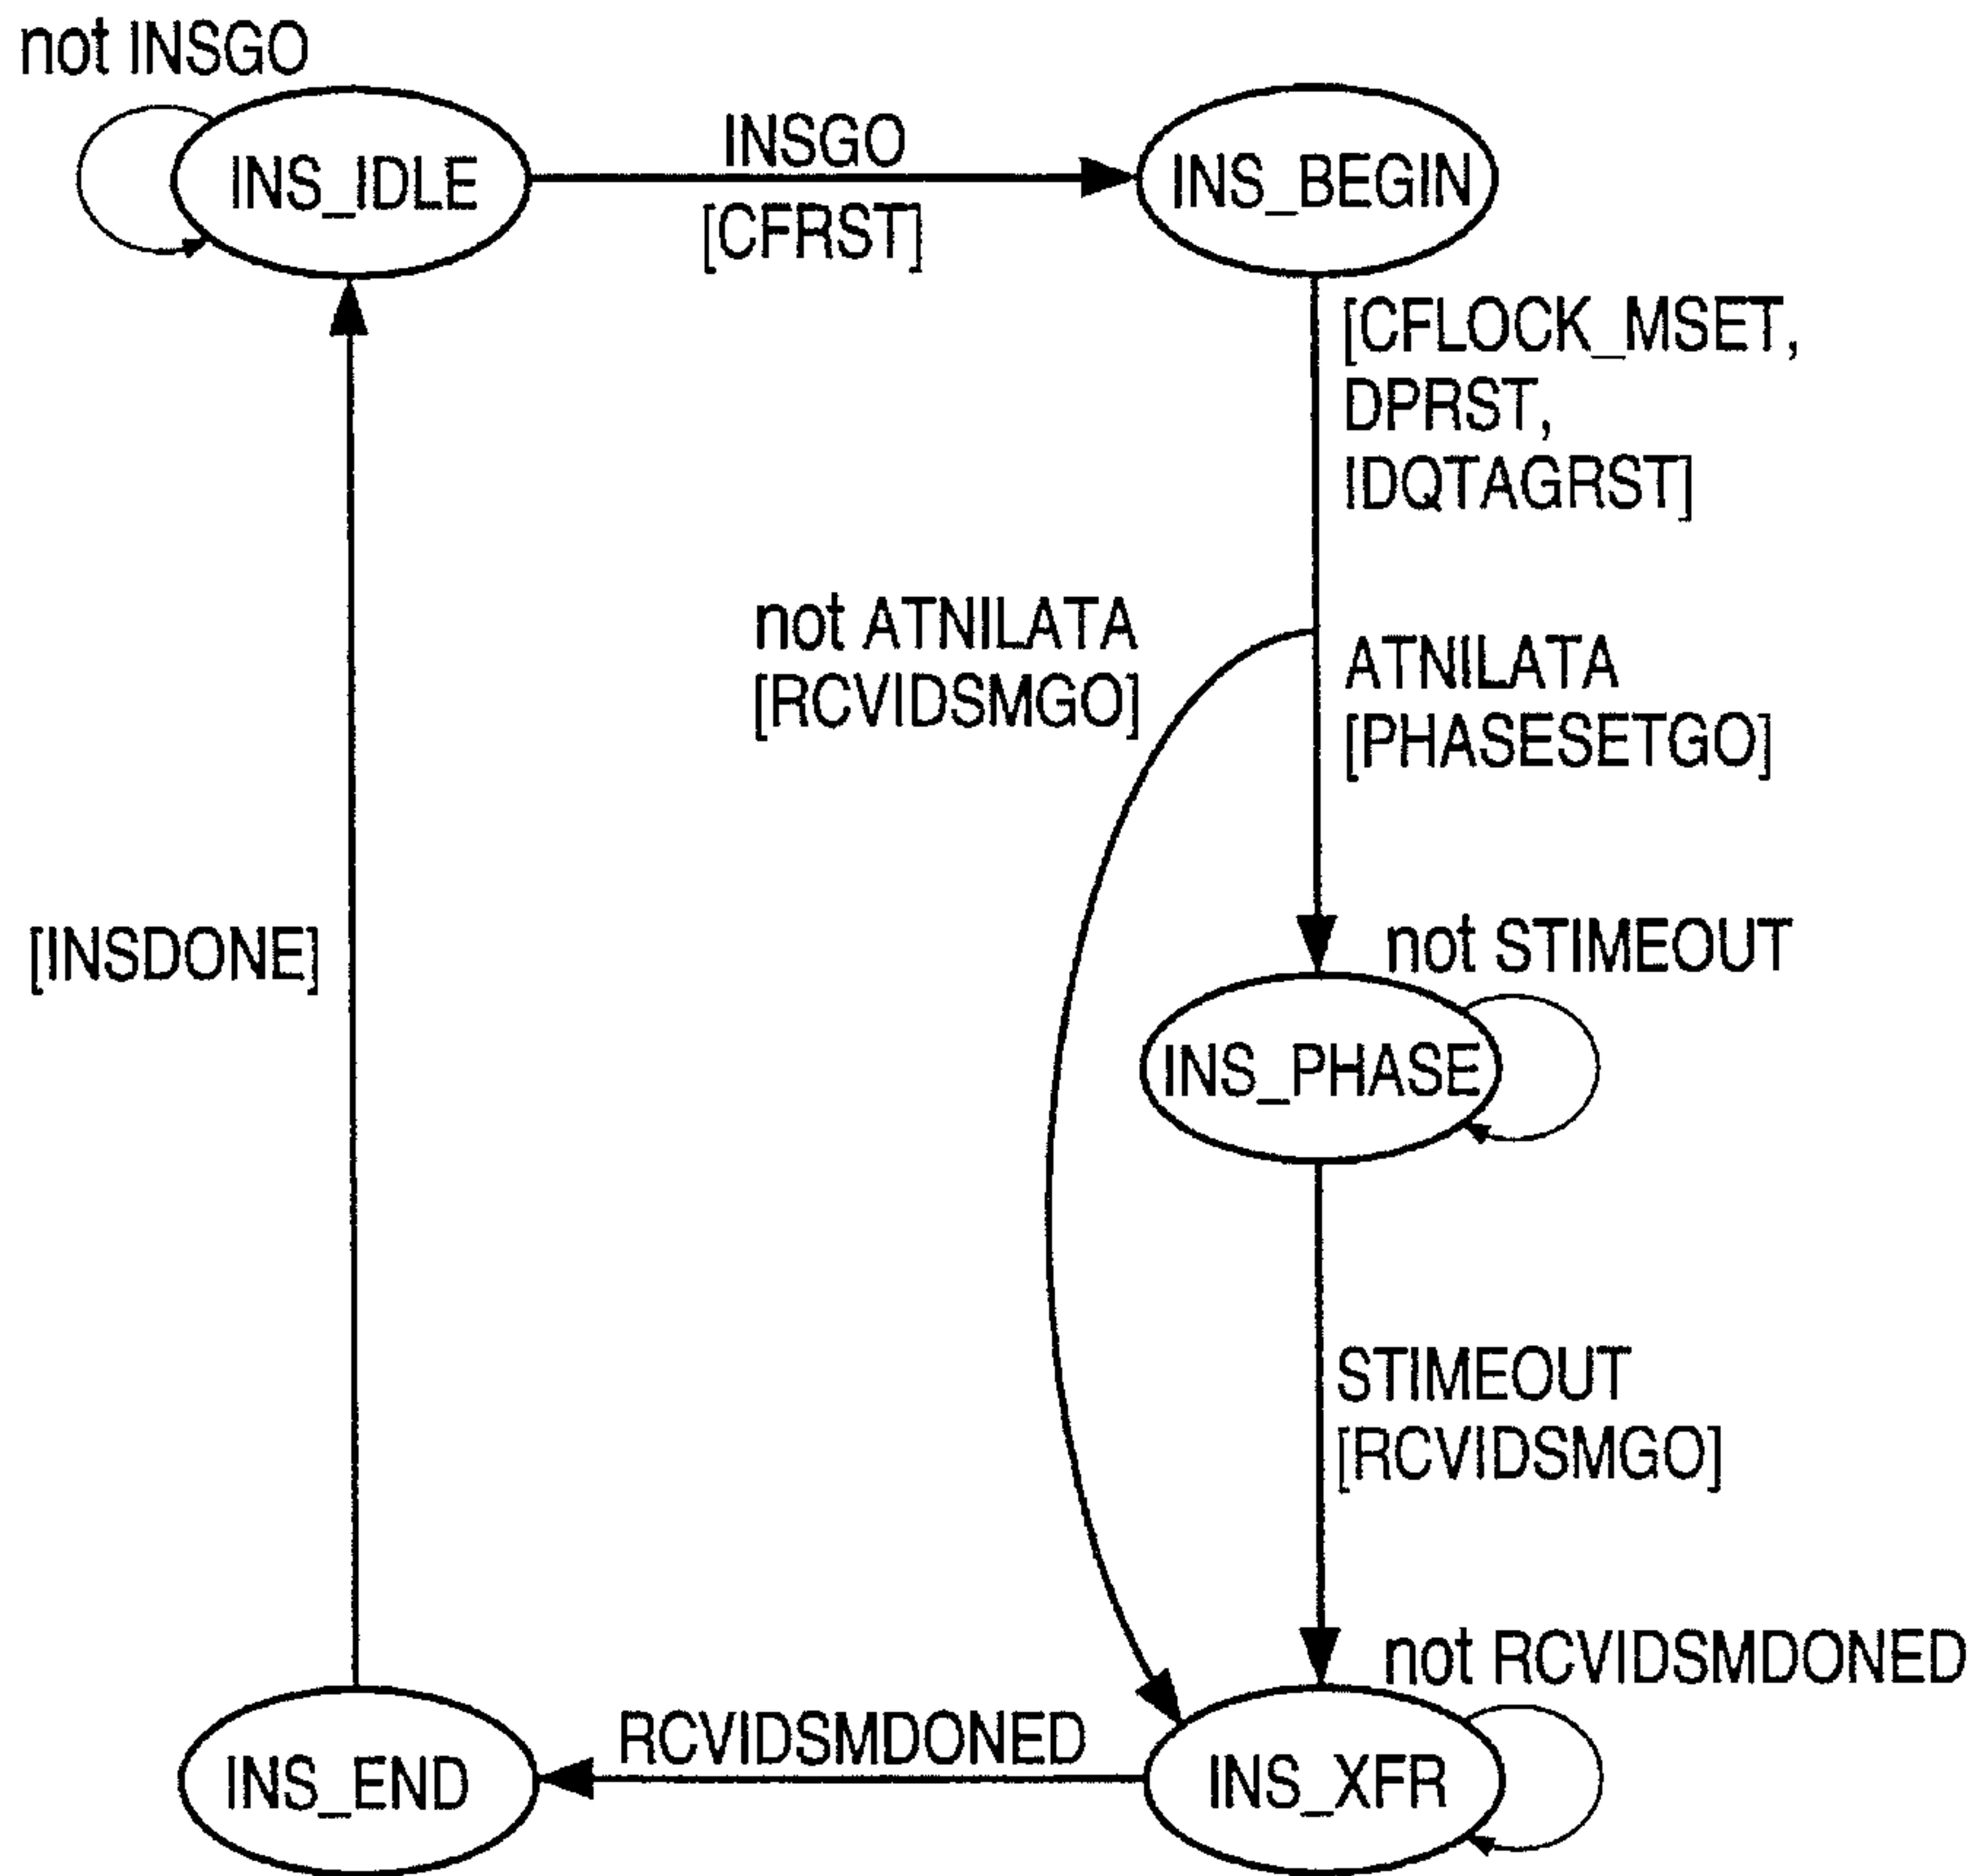 not INSGO
INS_IDLE
INSGO
[CFRST]
INS_BEGIN
[CFLOCK_MSET,
DPRST,
IDQTAGRST]
not ATNILATA
[RCVIDSMGO]
ATNILATA
[PHASESETGO]
[INSDONE]
not STIMEOUT
INS_PHASE
STIMEOUT
[RCVIDSMGO]
not RCVIDSMDONED
RCVIDSMDONED
INS_END
INS_XFR